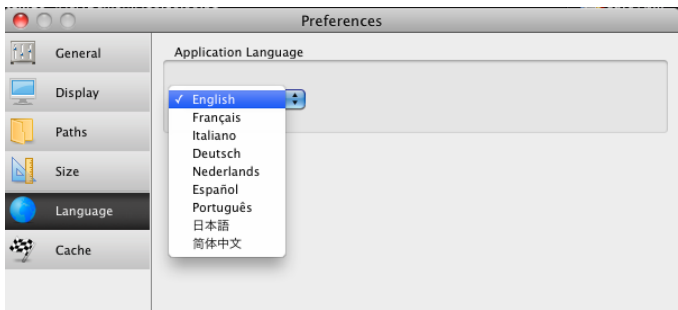 Preferences
General
Display
Paths
Size
Language
Cache
Application Language
✓ English
Français
Italiano
Deutsch
Nederlands
Español
Português
日本語
简体中文